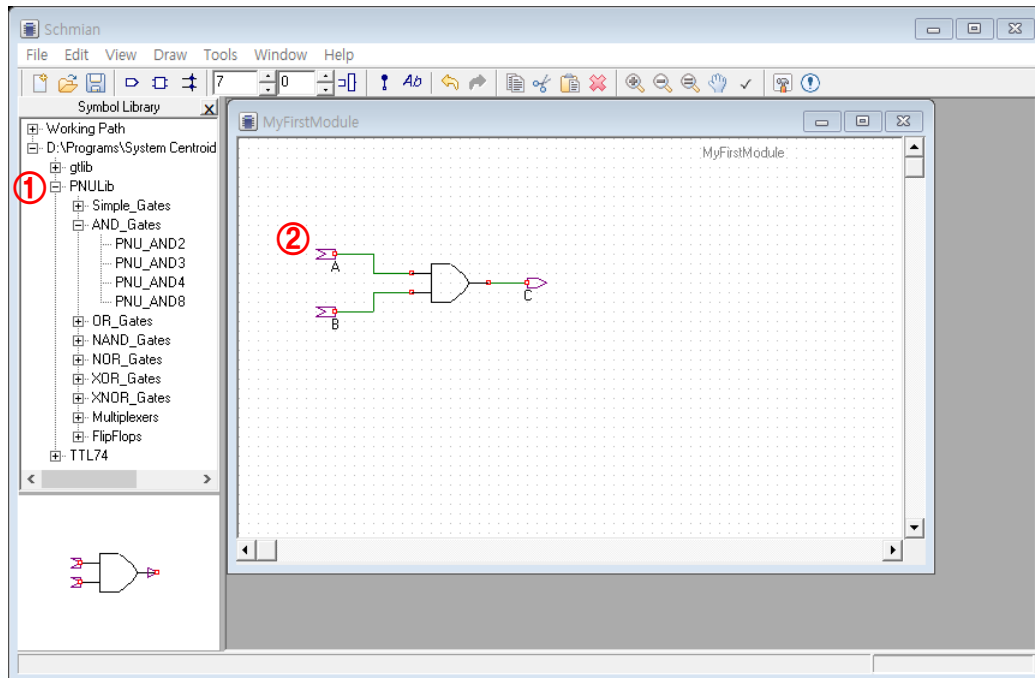 Schmian
File Edit View Draw Tools Window Help
7 0 Ab
Symbol Library
Working Path
D:\Programs\System Centroid
gtlib
① PNULib
Simple_Gates
AND_Gates
PNU_AND2
PNU_AND3
PNU_AND4
PNU_AND8
OR_Gates
NAND_Gates
NOR_Gates
XOR_Gates
XNOR_Gates
Multiplexers
FlipFlops
TTL74
MyFirstModule
MyFirstModule
②
A
B
C